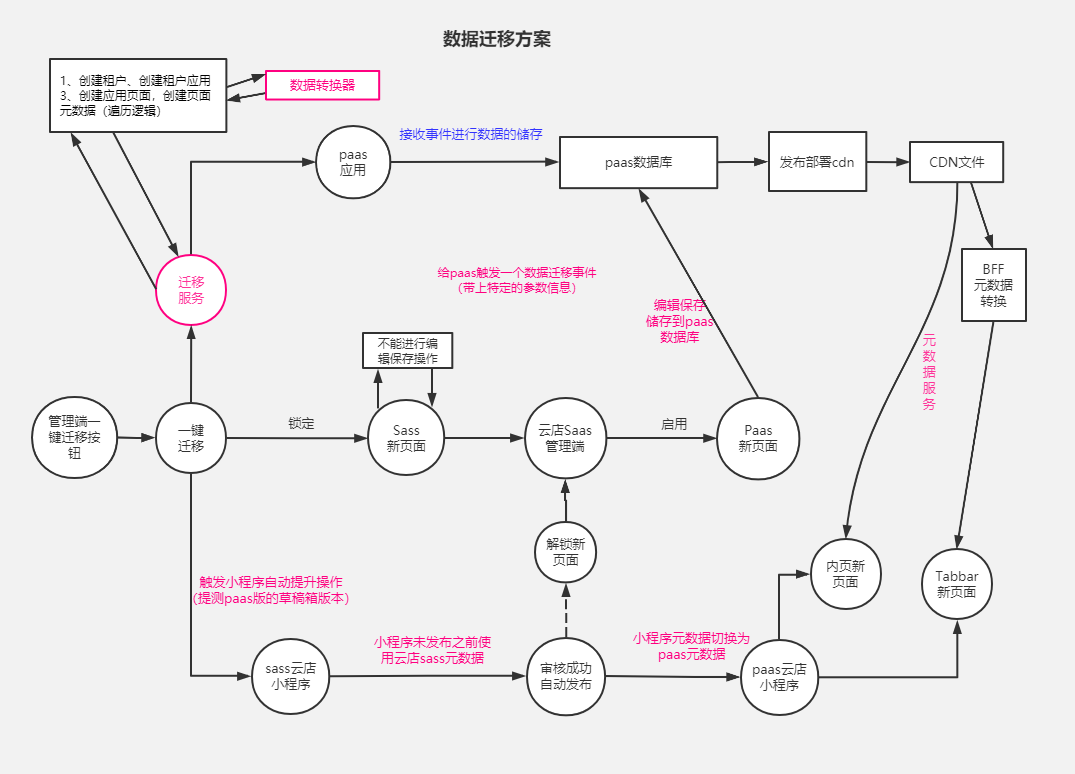 数据迁移方案
1、创建租户、创建租户应用
3、创建应用页面，创建页面
元数据（遍历逻辑）
数据转换器
paas
应用
接收事件进行数据的储存
paas数据库
发布部署cdn
CDN文件
迁移
服务
给paas触发一个数据迁移事件
（带上特定的参数信息）
编辑保存
储存到paas
数据库
BFF
元数据
转换
元
数
据
服
务
不能进行编
辑保存操作
管理端一
键迁移按
钮
一键
迁移
锁定
Sass
新页面
云店Saas
管理端
启用
Paas
新页面
解锁新
页面
内页新
页面
Tabbar
新页面
触发小程序自动提升操作
（提测paas版的草稿箱版本）
sass云店
小程序
小程序未发布之前使
用云店sass元数据
审核成功
自动发布
小程序元数据切换为
paas元数据
paas云店
小程序